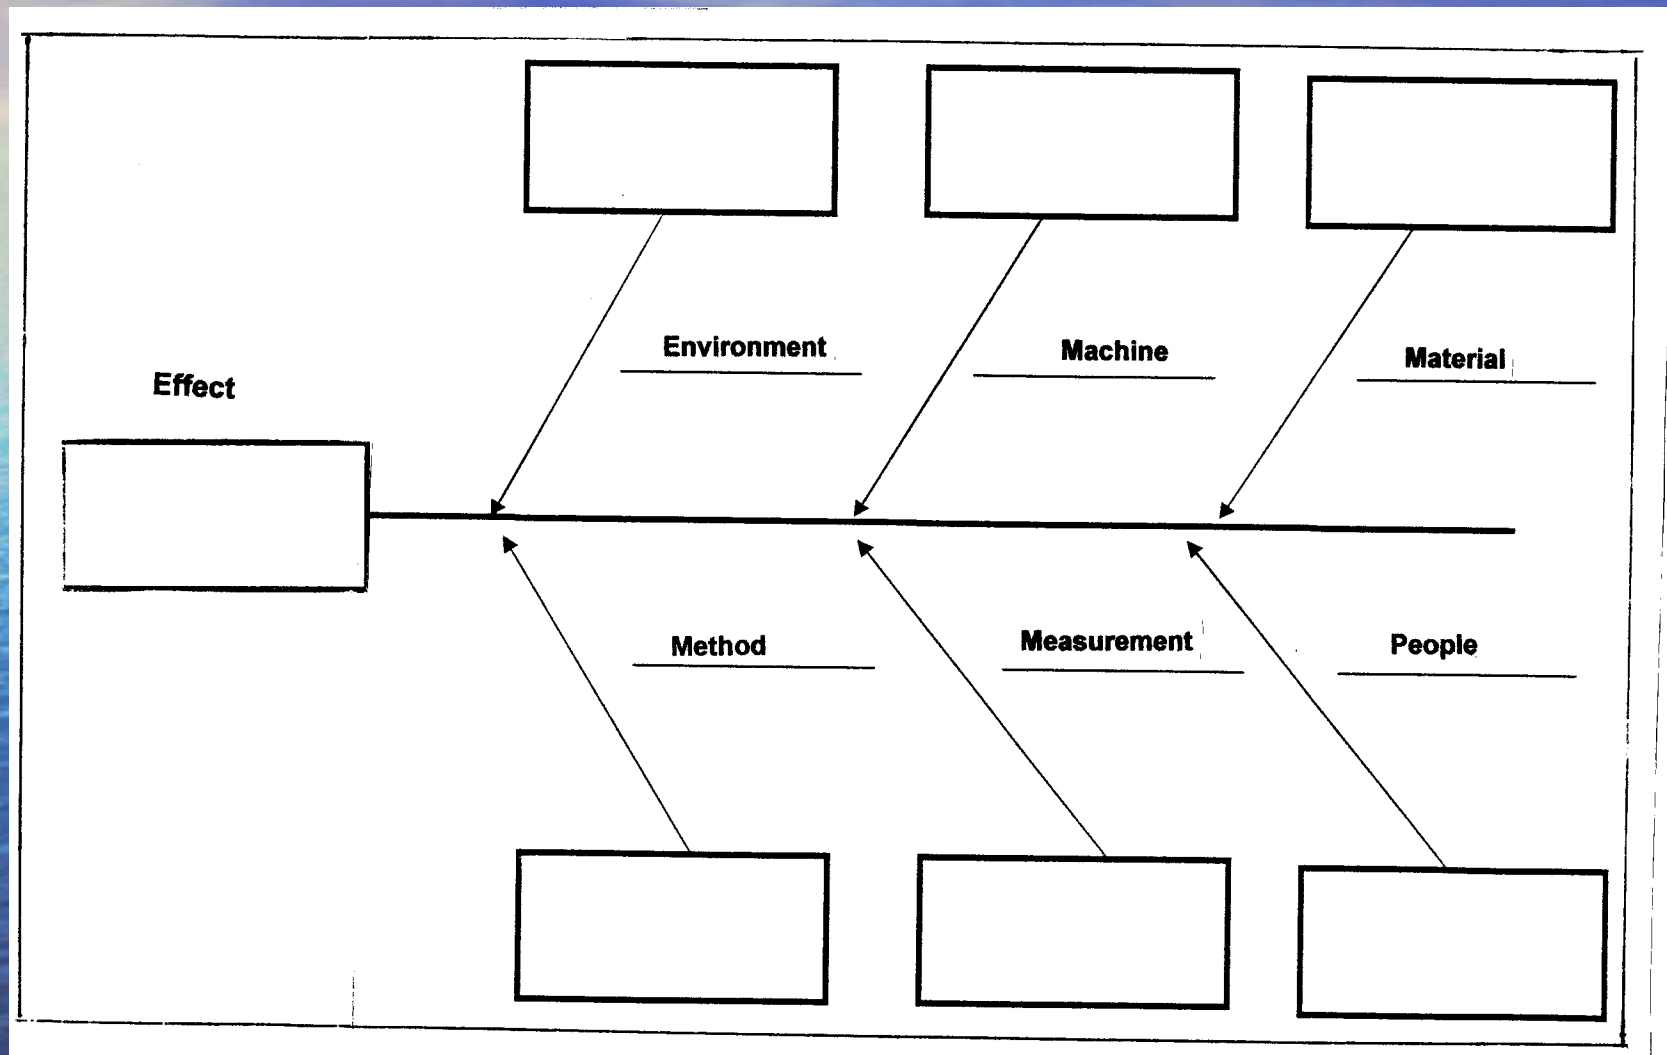 Environment
Machine
Material
Effect
Method
Measurement
People